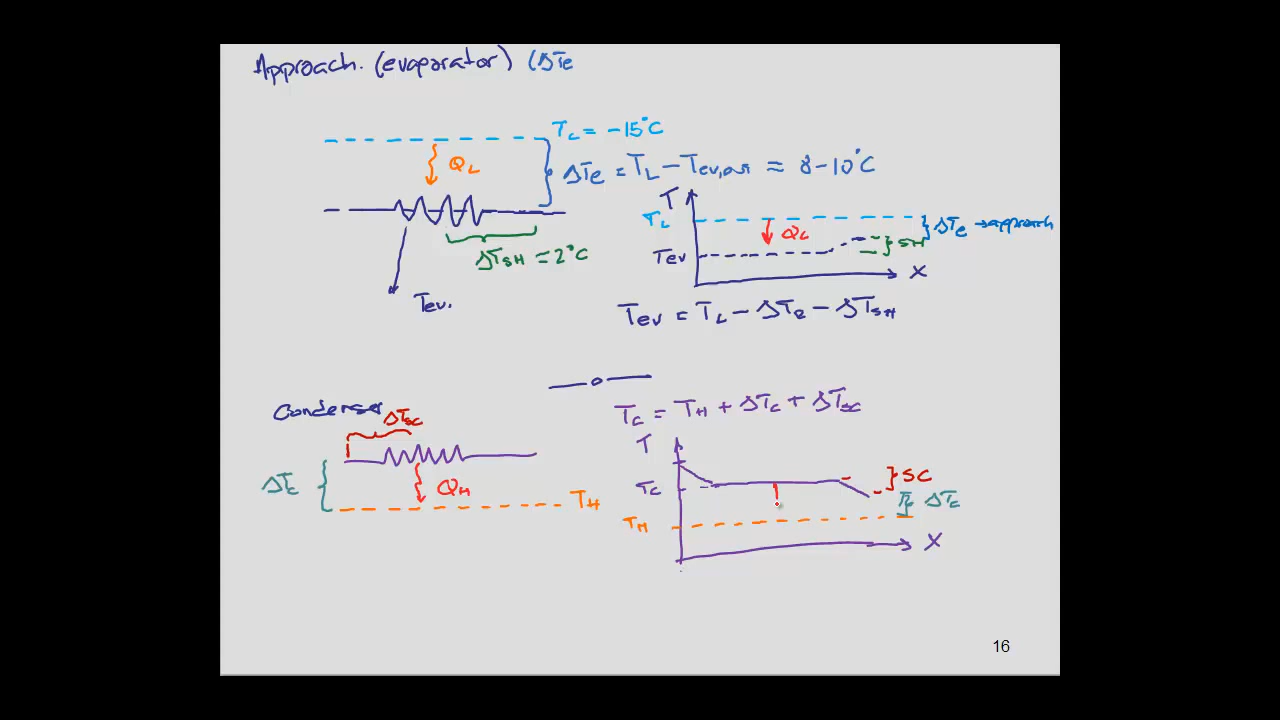 Approach. (evaporator) (ΔTe
TL = -15°C
QL
ΔTe = TL - Tev,out ≈ 8-10°C
ΔTSH = 2°C
Tev.
T
TL
QL
ΔTe → approach
SH
Tev
X
Tev = TL - ΔTe - ΔTSH
Condenser
ΔTSC
ΔTc
QH
TH
Tc = TH + ΔTc + ΔTSC
T
Tc
SC
ΔTc
TH
X
16